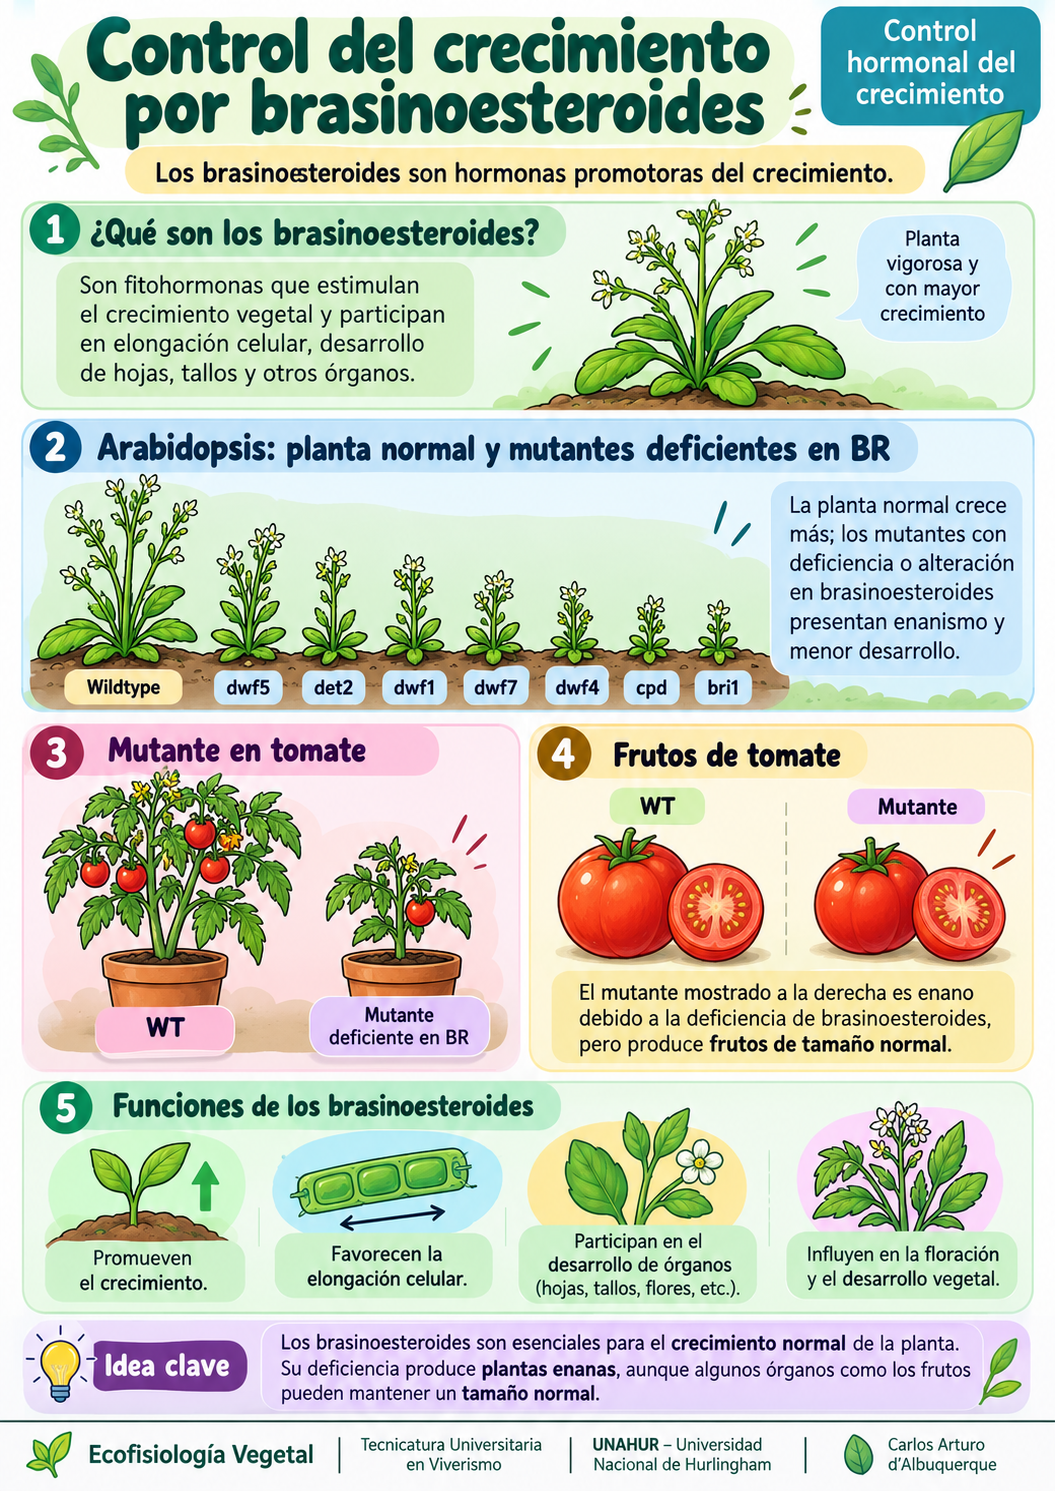 Control del crecimiento
por brasinoesteroides
Control
hormonal del
crecimiento
Los brasinoesteroides son hormonas promotoras del crecimiento.
1 ¿Qué son los brasinoesteroides?
Son fitohormonas que estimulan
el crecimiento vegetal y participan
en elongación celular, desarrollo
de hojas, tallos y otros órganos.
Planta
vigorosa y
con mayor
crecimiento
2 Arabidopsis: planta normal y mutantes deficientes en BR
La planta normal crece
más; los mutantes con
deficiencia o alteración
en brasinoesteroides
presentan enanismo y
menor desarrollo.
Wildtype dwf5 det2 dwf1 dwf7 dwf4 cpd bri1
3 Mutante en tomate
WT
Mutante
deficiente en BR
4 Frutos de tomate
WT Mutante
El mutante mostrado a la derecha es enano
debido a la deficiencia de brasinoesteroides,
pero produce frutos de tamaño normal.
5 Funciones de los brasinoesteroides
Promueven
el crecimiento.
Favorecen la
elongación celular.
Participan en el
desarrollo de órganos
(hojas, tallos, flores, etc.).
Influyen en la floración
y el desarrollo vegetal.
Idea clave
Los brasinoesteroides son esenciales para el crecimiento normal de la planta.
Su deficiencia produce plantas enanas, aunque algunos órganos como los frutos
pueden mantener un tamaño normal.
Ecofisiología Vegetal
Tecnicatura Universitaria
en Viverismo
UNAHUR – Universidad
Nacional de Hurlingham
Carlos Arturo
d'Albuquerque